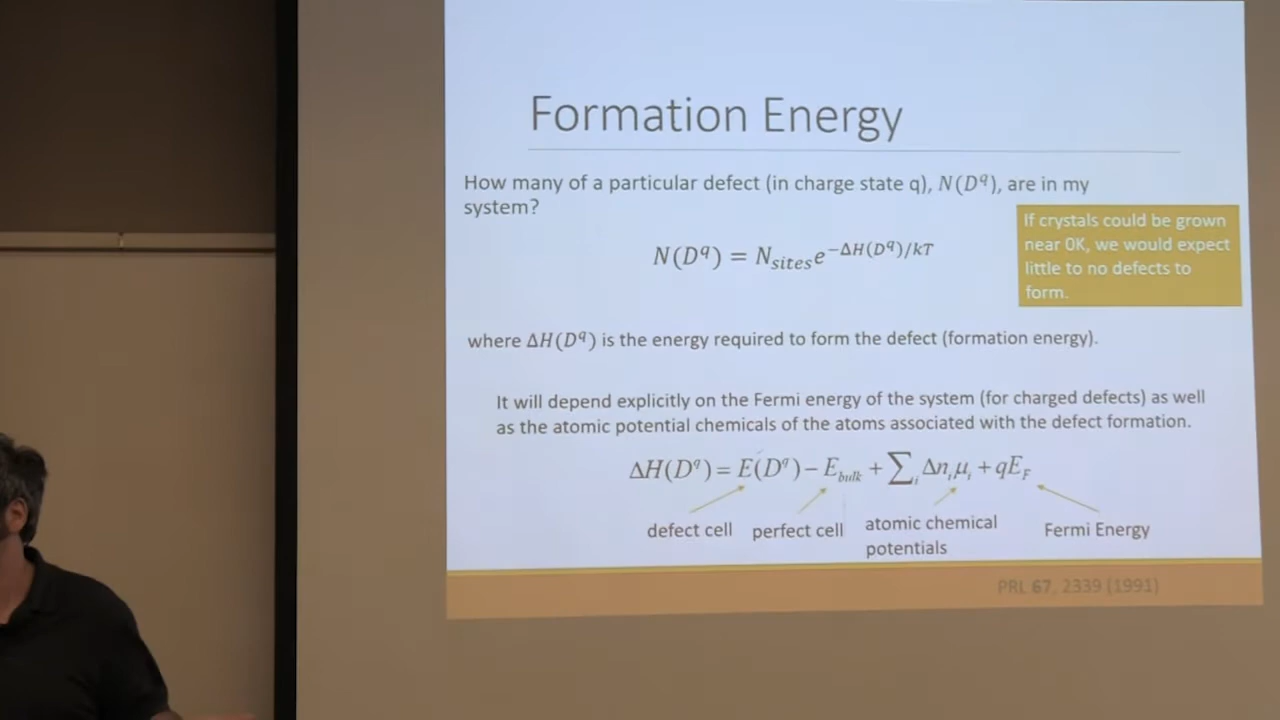 Formation Energy
How many of a particular defect (in charge state q), N(D^q), are in my
system?
N(D^q) = N_sites e^{-ΔH(D^q)/kT}
If crystals could be grown
near 0K, we would expect
little to no defects to
form.
where ΔH(D^q) is the energy required to form the defect (formation energy).
It will depend explicitly on the Fermi energy of the system (for charged defects) as well
as the atomic potential chemicals of the atoms associated with the defect formation.
ΔH(D^q) = E(D^q) – E_bulk + ∑_i Δn_i μ_i + qE_F
defect cell perfect cell atomic chemical Fermi Energy
potentials
PRL 67, 2339 (1991)